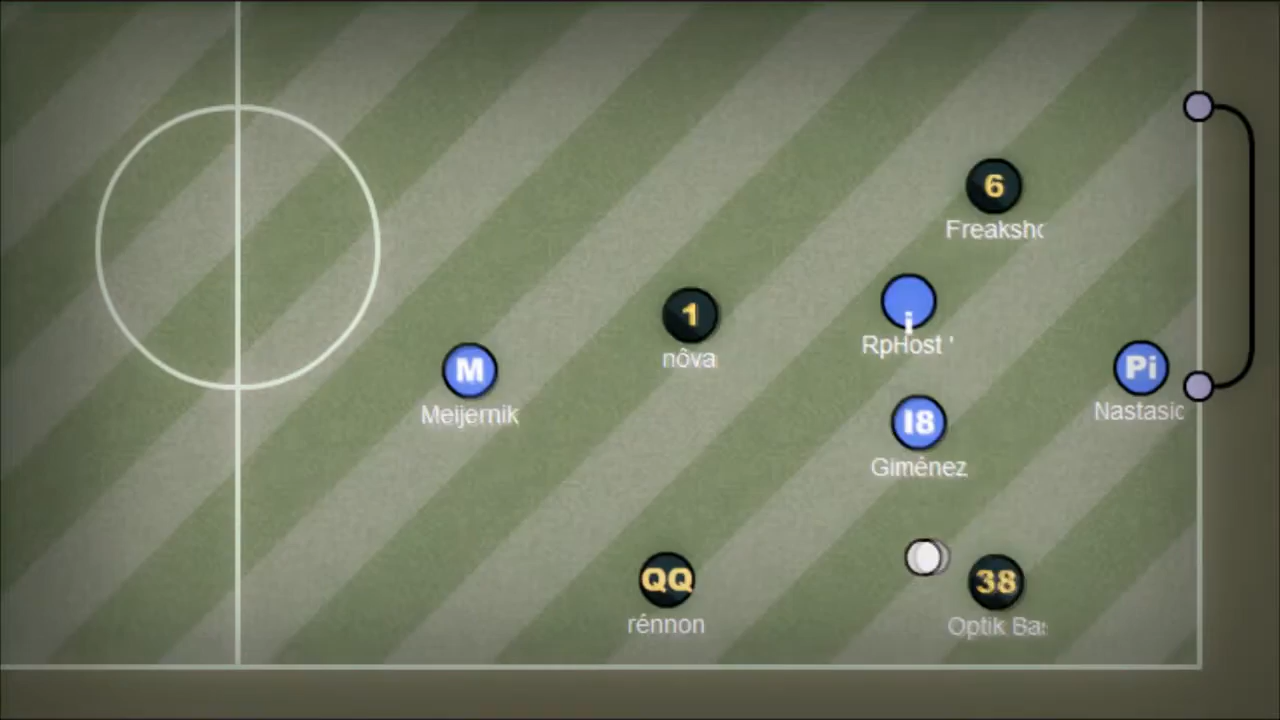 6
Freaksho
i
RpHost '
1
nôva
Pi
Nastasic
M
Meijernik
I8
Giménez
QQ
rénnon
38
Optik Bas